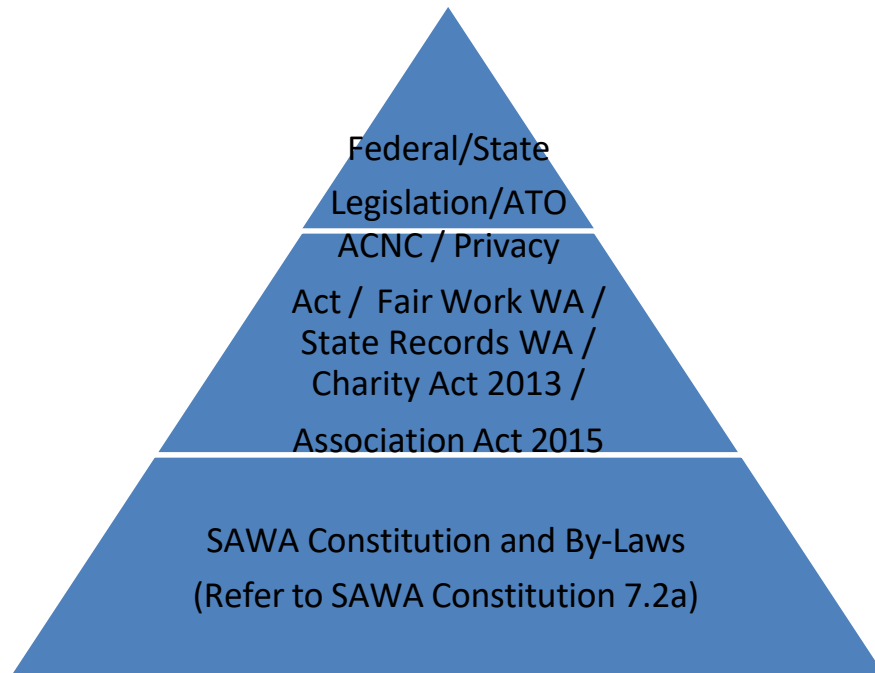 Federal/State
Legislation/ATO
ACNC / Privacy
Act / Fair Work WA /
State Records WA /
Charity Act 2013 /
Association Act 2015
SAWA Constitution and By-Laws
(Refer to SAWA Constitution 7.2a)